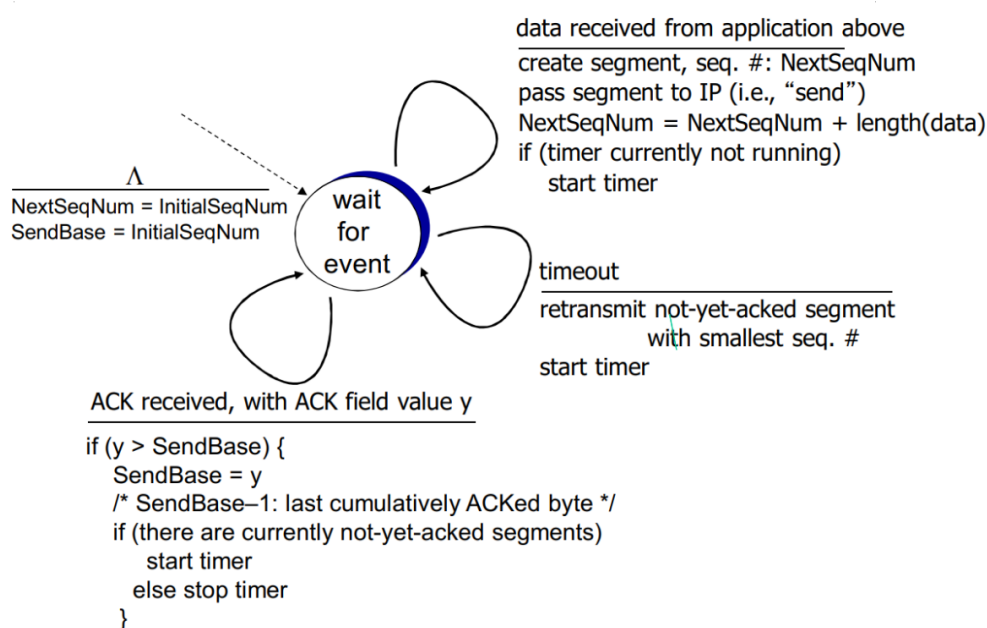 data received from application above
create segment, seq. #: NextSeqNum
pass segment to IP (i.e., “send”)
NextSeqNum = NextSeqNum + length(data)
if (timer currently not running)
start timer
Λ
NextSeqNum = InitialSeqNum
SendBase = InitialSeqNum
wait
for
event
timeout
retransmit not-yet-acked segment
with smallest seq. #
start timer
ACK received, with ACK field value y
if (y > SendBase) {
SendBase = y
/* SendBase–1: last cumulatively ACKed byte */
if (there are currently not-yet-acked segments)
start timer
else stop timer
}